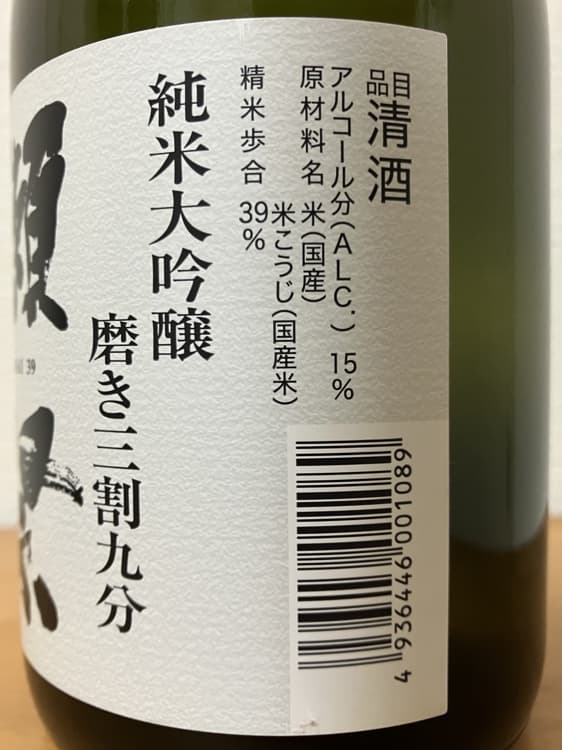 品目 清酒
アルコール分(ALC.) 15%
原材料名 米(国産)
米こうじ(国産米)
精米歩合 39%
純米大吟醸
磨き三割九分
39
4936446001089